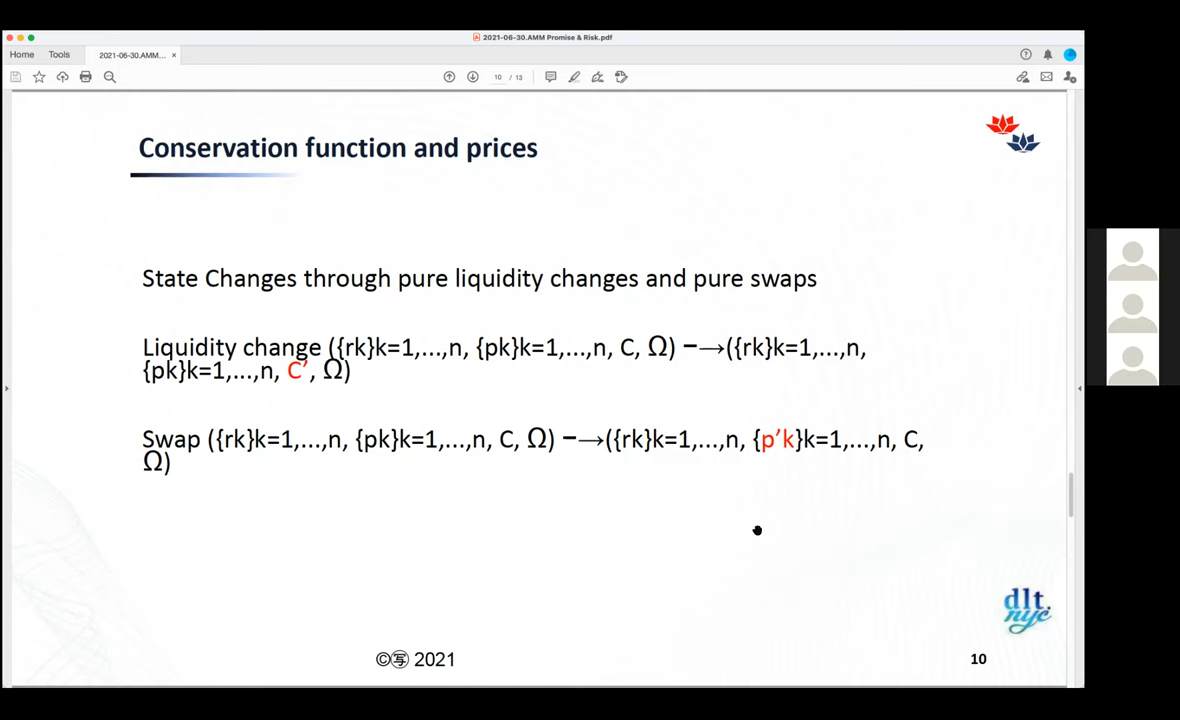 2021-06-30.AMM Promise & Risk.pdf
Home Tools 2021-06-30.AMM... ×
10 / 13
Conservation function and prices
State Changes through pure liquidity changes and pure swaps
Liquidity change ({rk}k=1,...,n, {pk}k=1,...,n, C, Ω) −→({rk}k=1,...,n,
{pk}k=1,...,n, C’, Ω)
Swap ({rk}k=1,...,n, {pk}k=1,...,n, C, Ω) −→({rk}k=1,...,n, {p’k}k=1,...,n, C,
Ω)
dlt.
nyc
©㊢ 2021
10